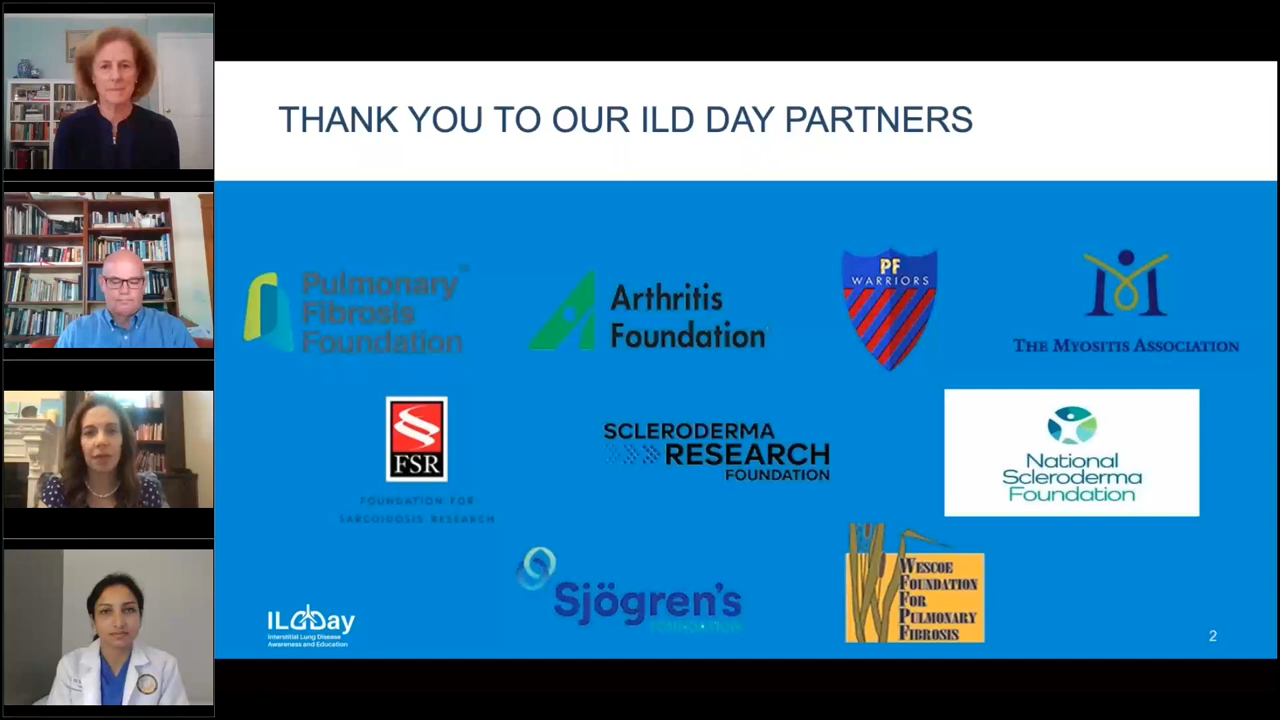 THANK YOU TO OUR ILD DAY PARTNERS
Pulmonary
Fibrosis
Foundation
Arthritis
Foundation
PF
WARRIORS
THE MYOSITIS ASSOCIATION
FSR
FOUNDATION FOR
SARCOIDOSIS RESEARCH
SCLERODERMA
RESEARCH
FOUNDATION
National
Scleroderma
Foundation
Sjögren's
FOUNDATION
WESCOE
FOUNDATION
FOR
PULMONARY
FIBROSIS
ILDDay
Interstitial Lung Disease
Awareness and Education
2